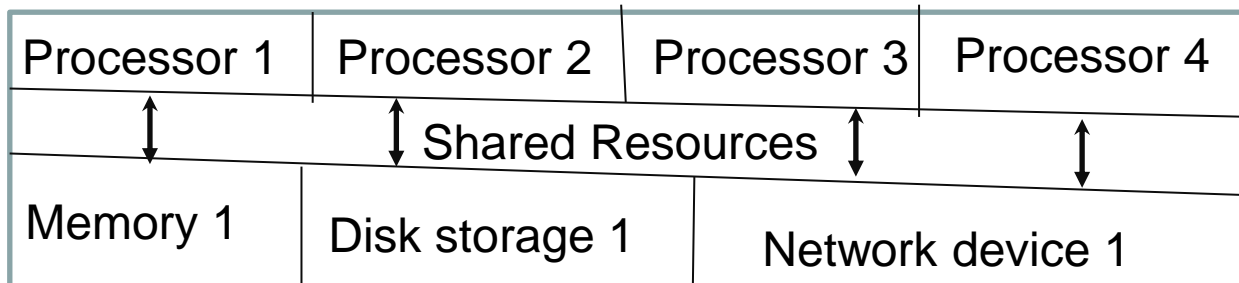 Processor 1 Processor 2 Processor 3 Processor 4
Shared Resources
Memory 1 Disk storage 1 Network device 1